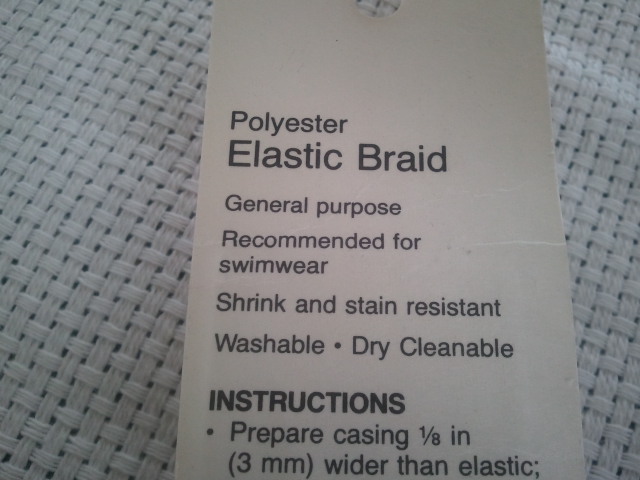 Polyester
Elastic Braid
General purpose
Recommended for
swimwear
Shrink and stain resistant
Washable • Dry Cleanable
INSTRUCTIONS
• Prepare casing ⅛ in
(3 mm) wider than elastic;